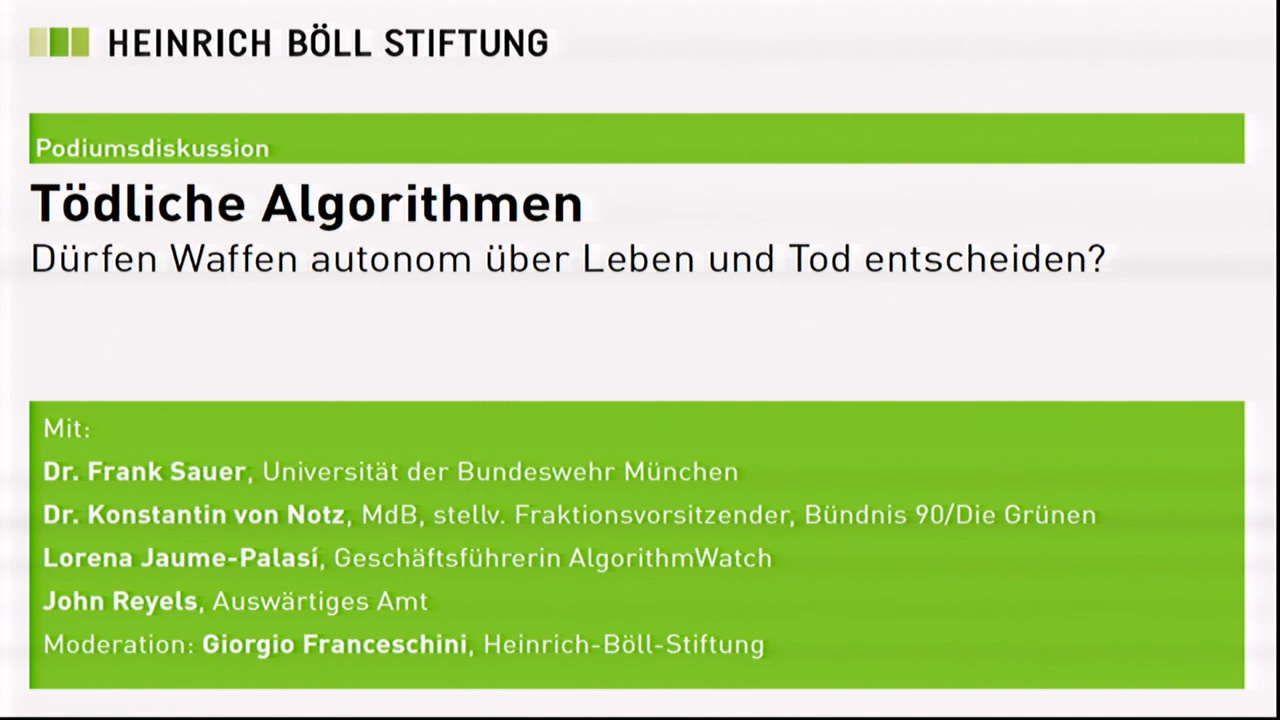 HEINRICH BÖLL STIFTUNG
Podiumsdiskussion
Tödliche Algorithmen
Dürfen Waffen autonom über Leben und Tod entscheiden?
Mit:
Dr. Frank Sauer, Universität der Bundeswehr München
Dr. Konstantin von Notz, MdB, stellv. Fraktionsvorsitzender, Bündnis 90/Die Grünen
Lorena Jaume-Palasí, Geschäftsführerin AlgorithmWatch
John Reyels, Auswärtiges Amt
Moderation: Giorgio Franceschini, Heinrich-Böll-Stiftung